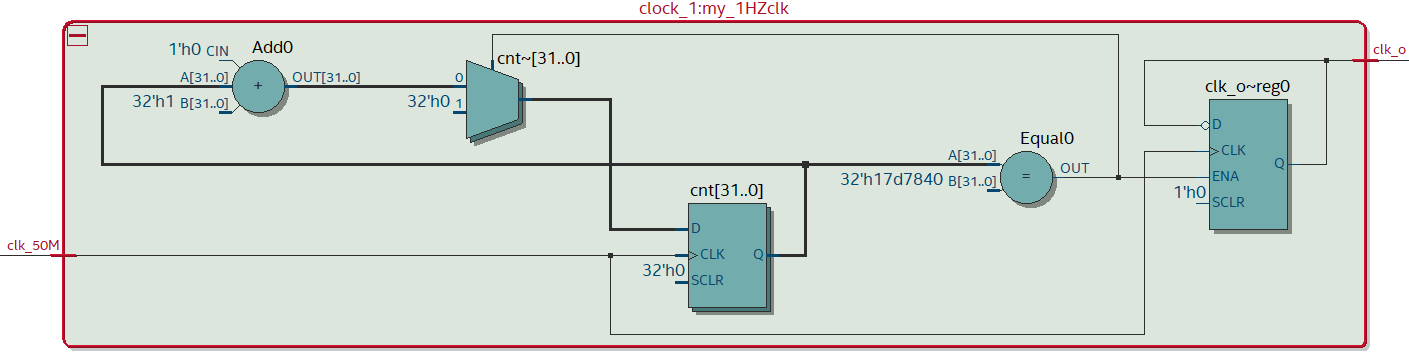 clock_1:my_1HZclk
clk_o
1'h0 CIN
Add0
A[31..0]
OUT[31..0]
32'h1 B[31..0]
+
cnt~[31..0]
0
32'h0 1
clk_o~reg0
D
CLK
Q
ENA
1'h0
SCLR
Equal0
A[31..0]
OUT
32'h17d7840 B[31..0]
=
cnt[31..0]
D
CLK
Q
32'h0
SCLR
clk_50M